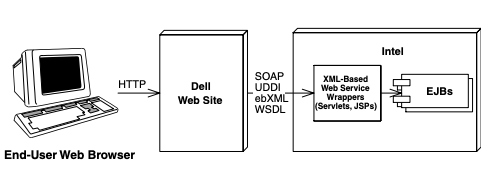 End-User Web Browser
HTTP
Dell
Web Site
SOAP
UDDI
ebXML
WSDL
Intel
XML-Based
Web Service
Wrappers
(Servlets, JSPs)
EJBs